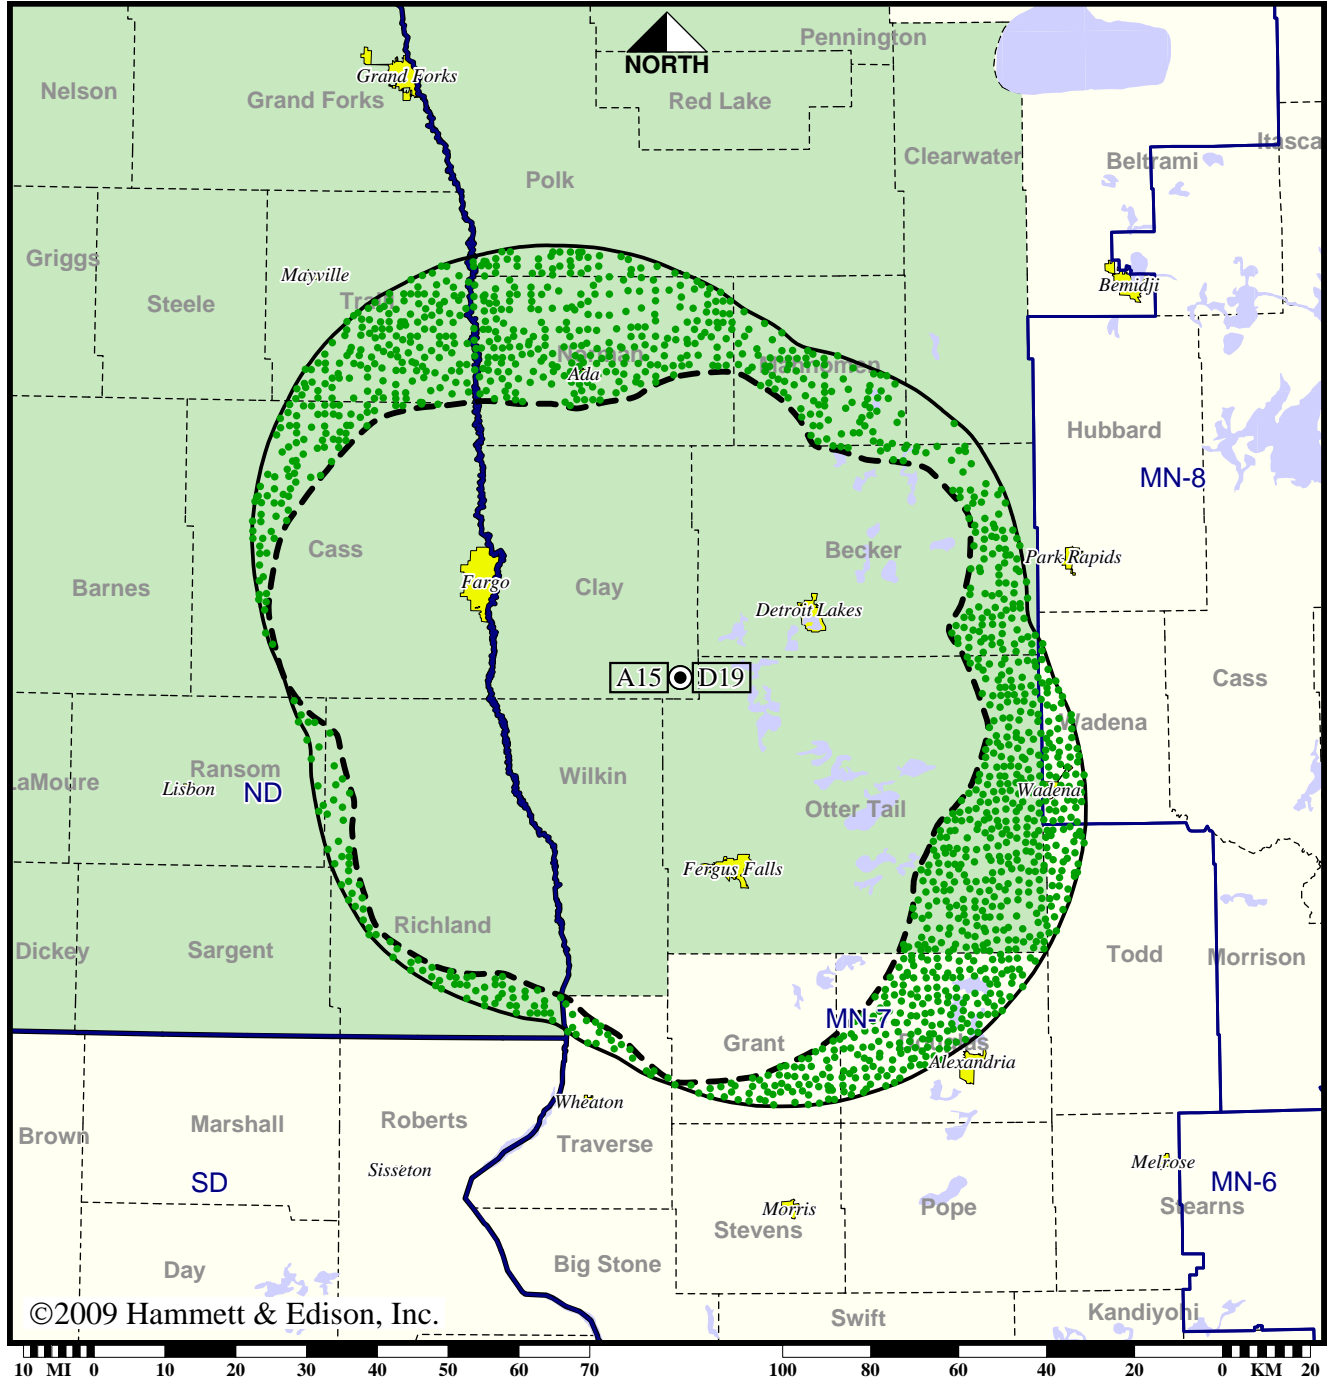 Pennington
Grand Forks
NORTH
Nelson
Grand Forks
Red Lake
Itasca
Clearwater
Beltrami
Polk
Griggs
Mayville
Bemidji
Steele
Traill
Norman
Mahnomen
Ada
Hubbard
MN-8
Cass
Becker
Park Rapids
Fargo
Barnes
Clay
Detroit Lakes
A15
D19
Cass
Wadena
Ransom
LaMoure
Lisbon
ND
Wilkin
Wadena
Otter Tail
Fergus Falls
Richland
Dickey
Sargent
Todd
Morrison
MN-7
Grant
Douglas
Alexandria
Wheaton
Marshall
Roberts
Brown
Traverse
Sisseton
Melrose
SD
MN-6
Morris
Pope
Stearns
Stevens
Big Stone
Day
©2009 Hammett & Edison, Inc.
Swift
Kandiyohi
10 MI 0 10 20 30 40 50 60 70
100 80 60 40 20 0 KM 20